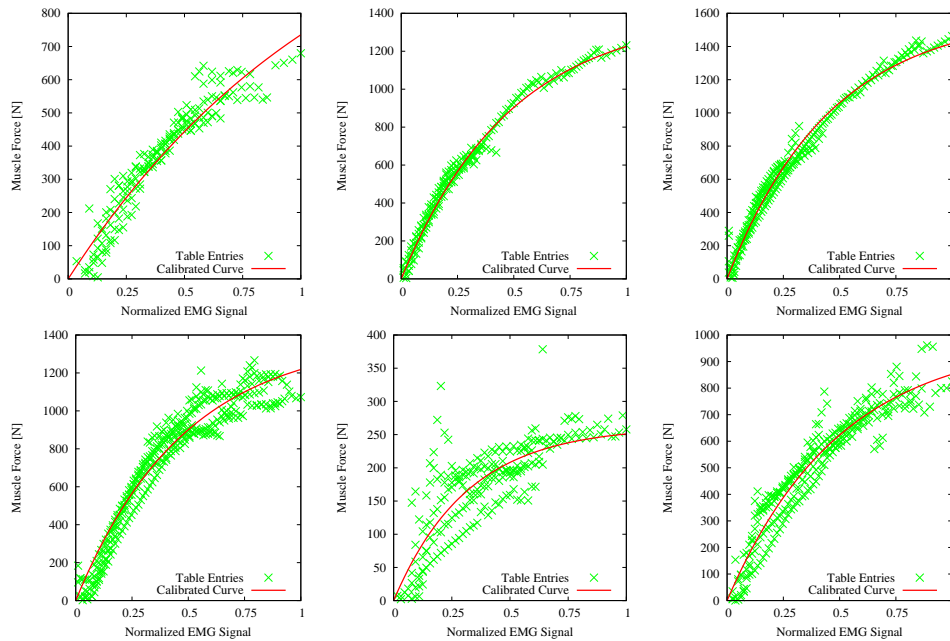 800
700
600
500
400
300
200
100
0
Muscle Force [N]
Table Entries
Calibrated Curve
0 0.25 0.5 0.75 1
Normalized EMG Signal
1400
1200
1000
800
600
400
200
0
Muscle Force [N]
Table Entries
Calibrated Curve
0 0.25 0.5 0.75 1
Normalized EMG Signal
1600
1400
1200
1000
800
600
400
200
0
Muscle Force [N]
Table Entries
Calibrated Curve
0 0.25 0.5 0.75 1
Normalized EMG Signal
1400
1200
1000
800
600
400
200
0
Muscle Force [N]
Table Entries
Calibrated Curve
0 0.25 0.5 0.75 1
Normalized EMG Signal
400
350
300
250
200
150
100
50
0
Muscle Force [N]
Table Entries
Calibrated Curve
0 0.25 0.5 0.75 1
Normalized EMG Signal
1000
900
800
700
600
500
400
300
200
100
0
Muscle Force [N]
Table Entries
Calibrated Curve
0 0.25 0.5 0.75 1
Normalized EMG Signal